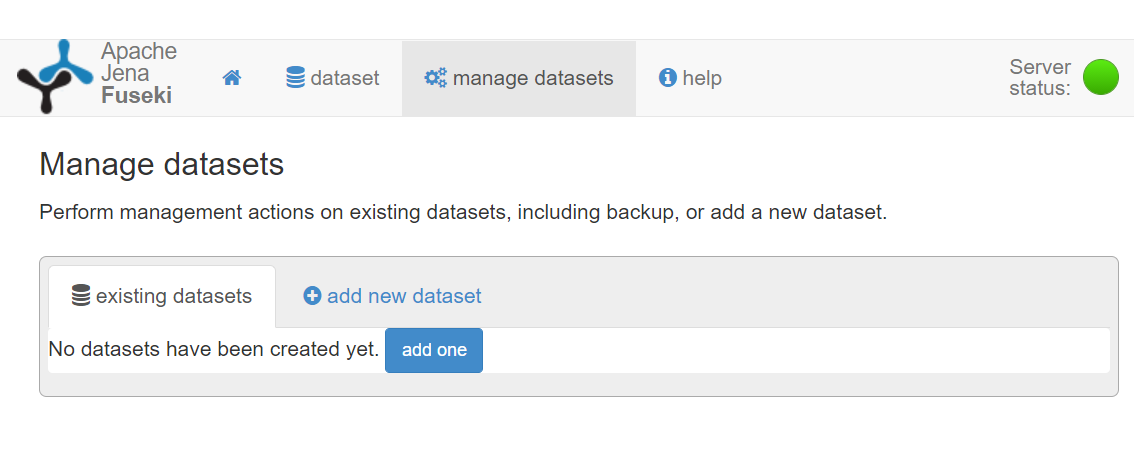 Apache
Jena
Fuseki
dataset
manage datasets
help
Server
status:
Manage datasets
Perform management actions on existing datasets, including backup, or add a new dataset.
existing datasets
add new dataset
No datasets have been created yet. add one